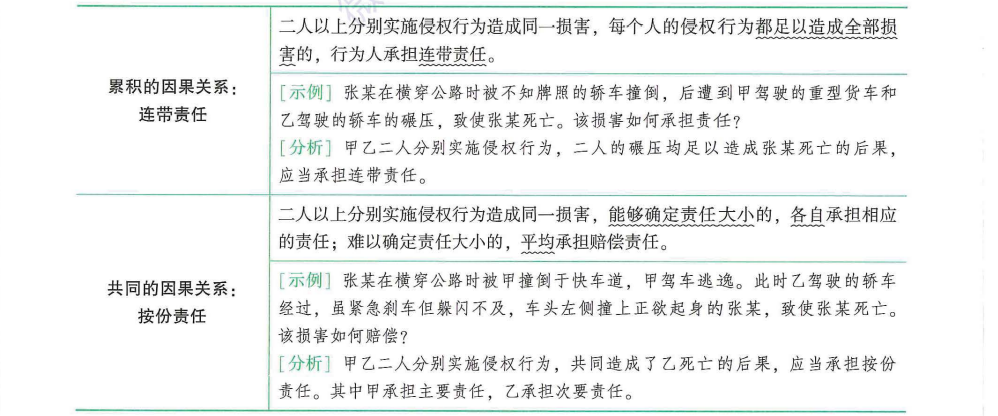 二人以上分别实施侵权行为造成同一损害，每个人的侵权行为都足以造成全部损
害的，行为人承担连带责任。
累积的因果关系：
连带责任
[示例] 张某在横穿公路时被不知牌照的轿车撞倒，后遭到甲驾驶的重型货车和
乙驾驶的轿车的碾压，致使张某死亡。该损害如何承担责任？
[分析] 甲乙二人分别实施侵权行为，二人的碾压均足以造成张某死亡的后果，
应当承担连带责任。
二人以上分别实施侵权行为造成同一损害，能够确定责任大小的，各自承担相应
的责任；难以确定责任大小的，平均承担赔偿责任。
共同的因果关系：
按份责任
[示例] 张某在横穿公路时被甲撞倒于快车道，甲驾车逃逸。此时乙驾驶的轿车
经过，虽紧急刹车但躲闪不及，车头左侧撞上正欲起身的张某，致使张某死亡。
该损害如何赔偿？
[分析] 甲乙二人分别实施侵权行为，共同造成了乙死亡的后果，应当承担按份
责任。其中甲承担主要责任，乙承担次要责任。